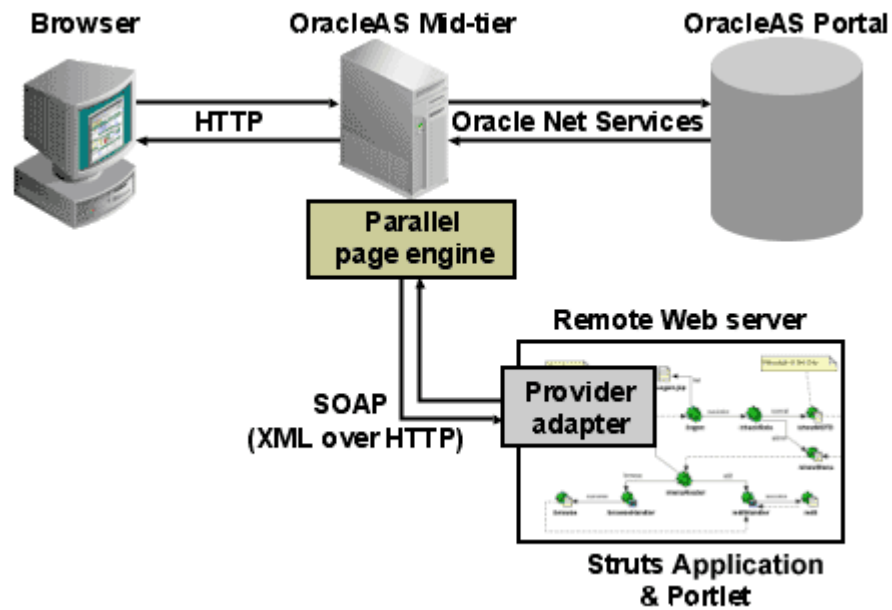 Browser
OracleAS Mid-tier
OracleAS Portal
HTTP
Oracle Net Services
Parallel
page engine
Remote Web server
SOAP
(XML over HTTP)
Provider
adapter
Struts Application
& Portlet